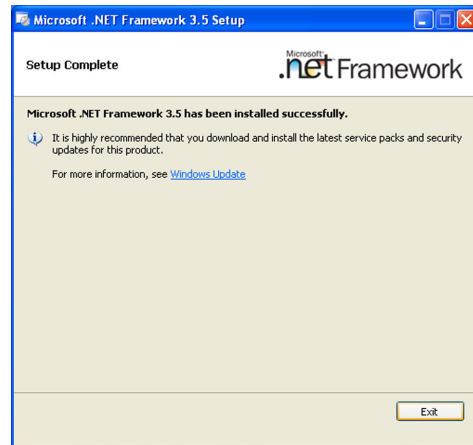 Microsoft .NET Framework 3.5 Setup
Setup Complete
Microsoft
.net Framework
Microsoft .NET Framework 3.5 has been installed successfully.
It is highly recommended that you download and install the latest service packs and security
updates for this product.
For more information, see Windows Update
Exit